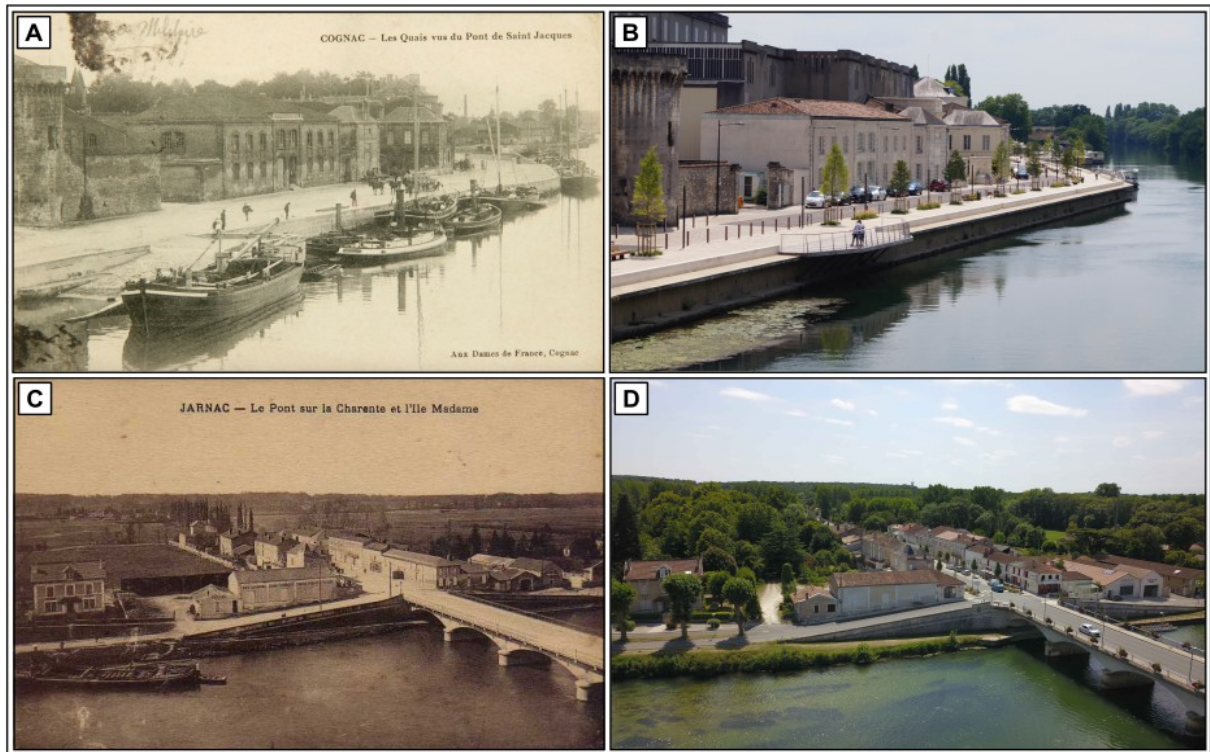 A
Militaire
COGNAC — Les Quais vus du Pont de Saint Jacques
Aux Dames de France, Cognac
B
C
JARNAC — Le Pont sur la Charente et l'Ile Madame
D